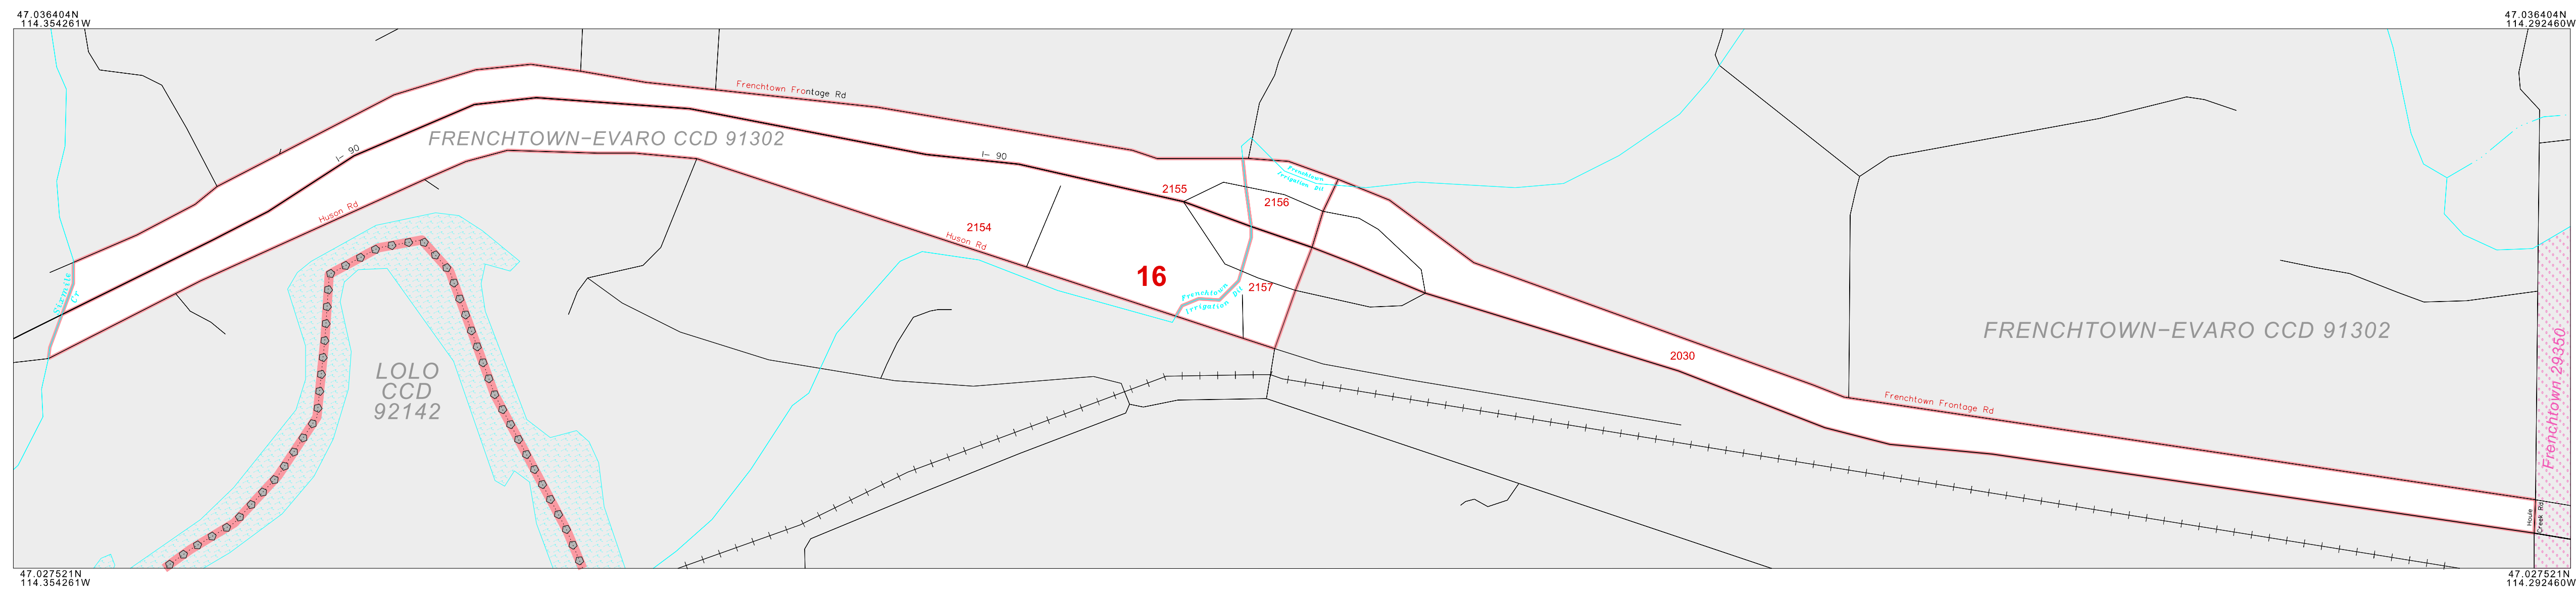 47.036404N
114.354261W
47.036404N
114.292460W
Frenchtown Frontage Rd
FRENCHTOWN-EVARO CCD 91302
I- 90
I- 90
Frenchtown
Irrigation Dit
2155
2156
Huson Rd
2154
Huson Rd
16
Sixmile
Cr
2157
Frenchtown
Irrigation Dit
FRENCHTOWN-EVARO CCD 91302
2030
LOLO
CCD
92142
Frenchtown 29350
Frenchtown Frontage Rd
Houle
Creek Rd
47.027521N
114.354261W
47.027521N
114.292460W